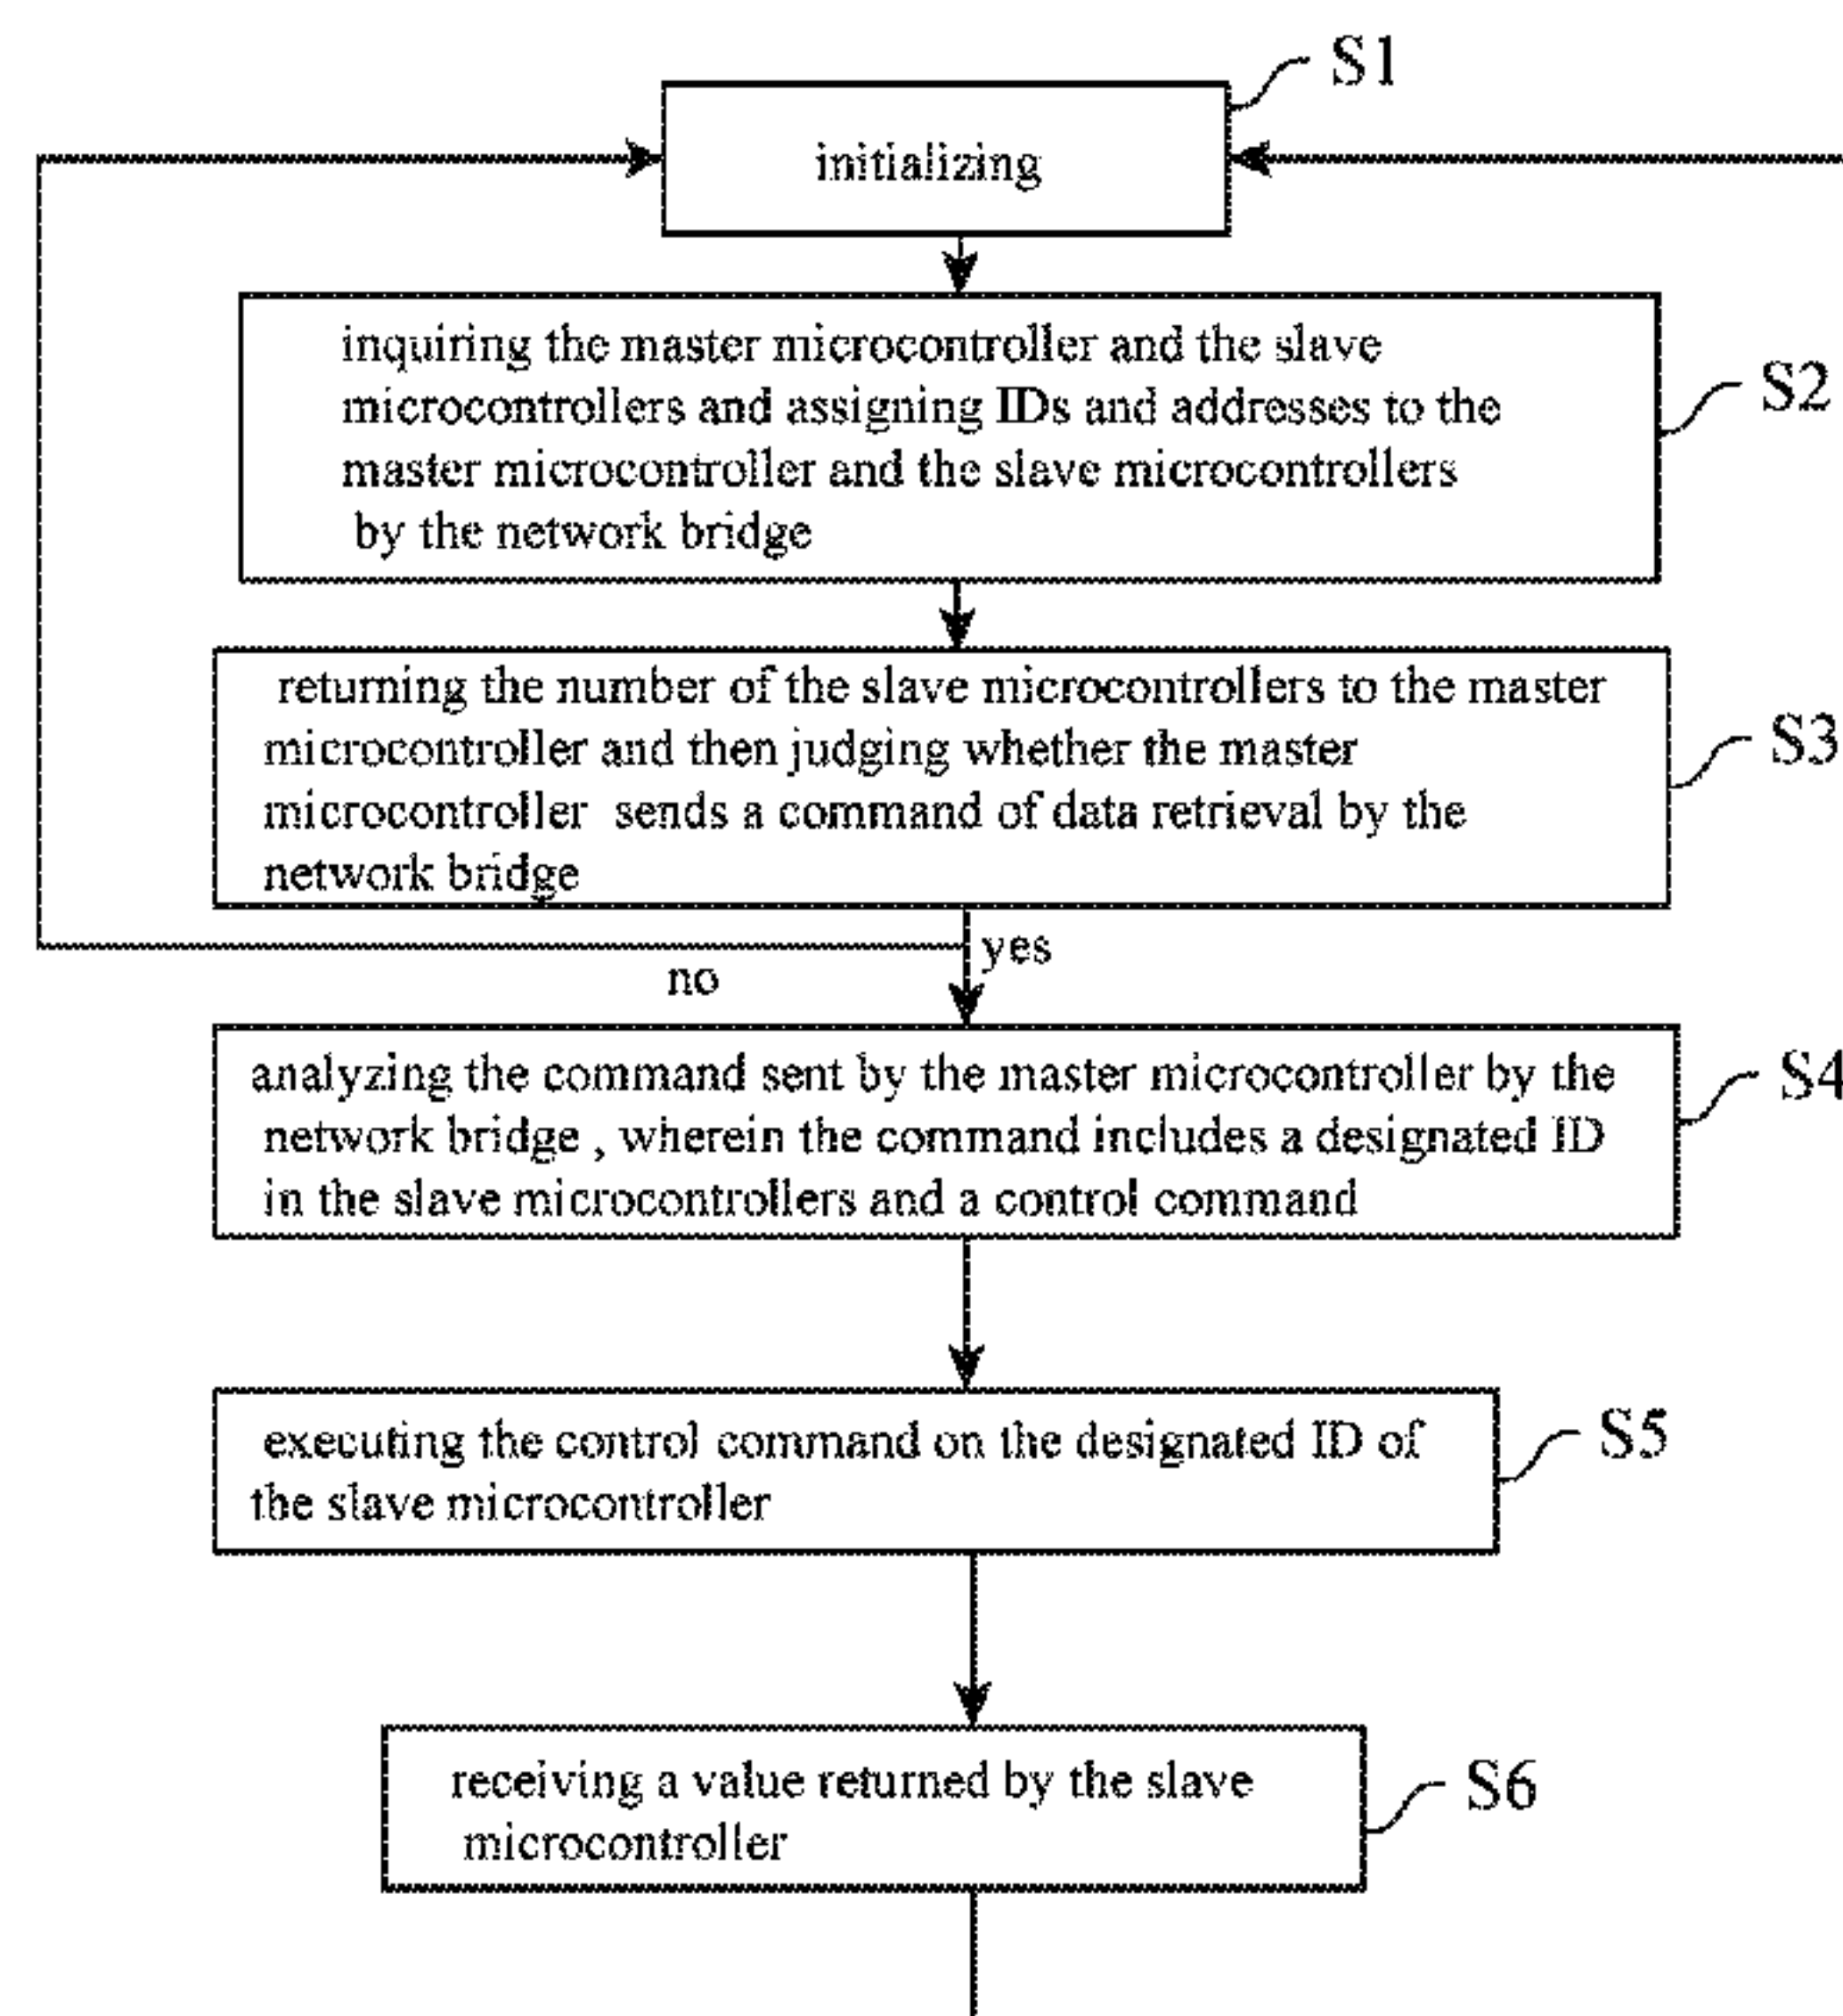 S1
initializing
inquiring the master microcontroller and the slave
microcontrollers and assigning IDs and addresses to the
master microcontroller and the slave microcontrollers
by the network bridge
S2
returning the number of the slave microcontrollers to the master
microcontroller and then judging whether the master
microcontroller sends a command of data retrieval by the
network bridge
S3
yes
no
analyzing the command sent by the master microcontroller by the
network bridge , wherein the command includes a designated ID
in the slave microcontrollers and a control command
S4
executing the control command on the designated ID of
the slave microcontroller
S5
receiving a value returned by the slave
microcontroller
S6